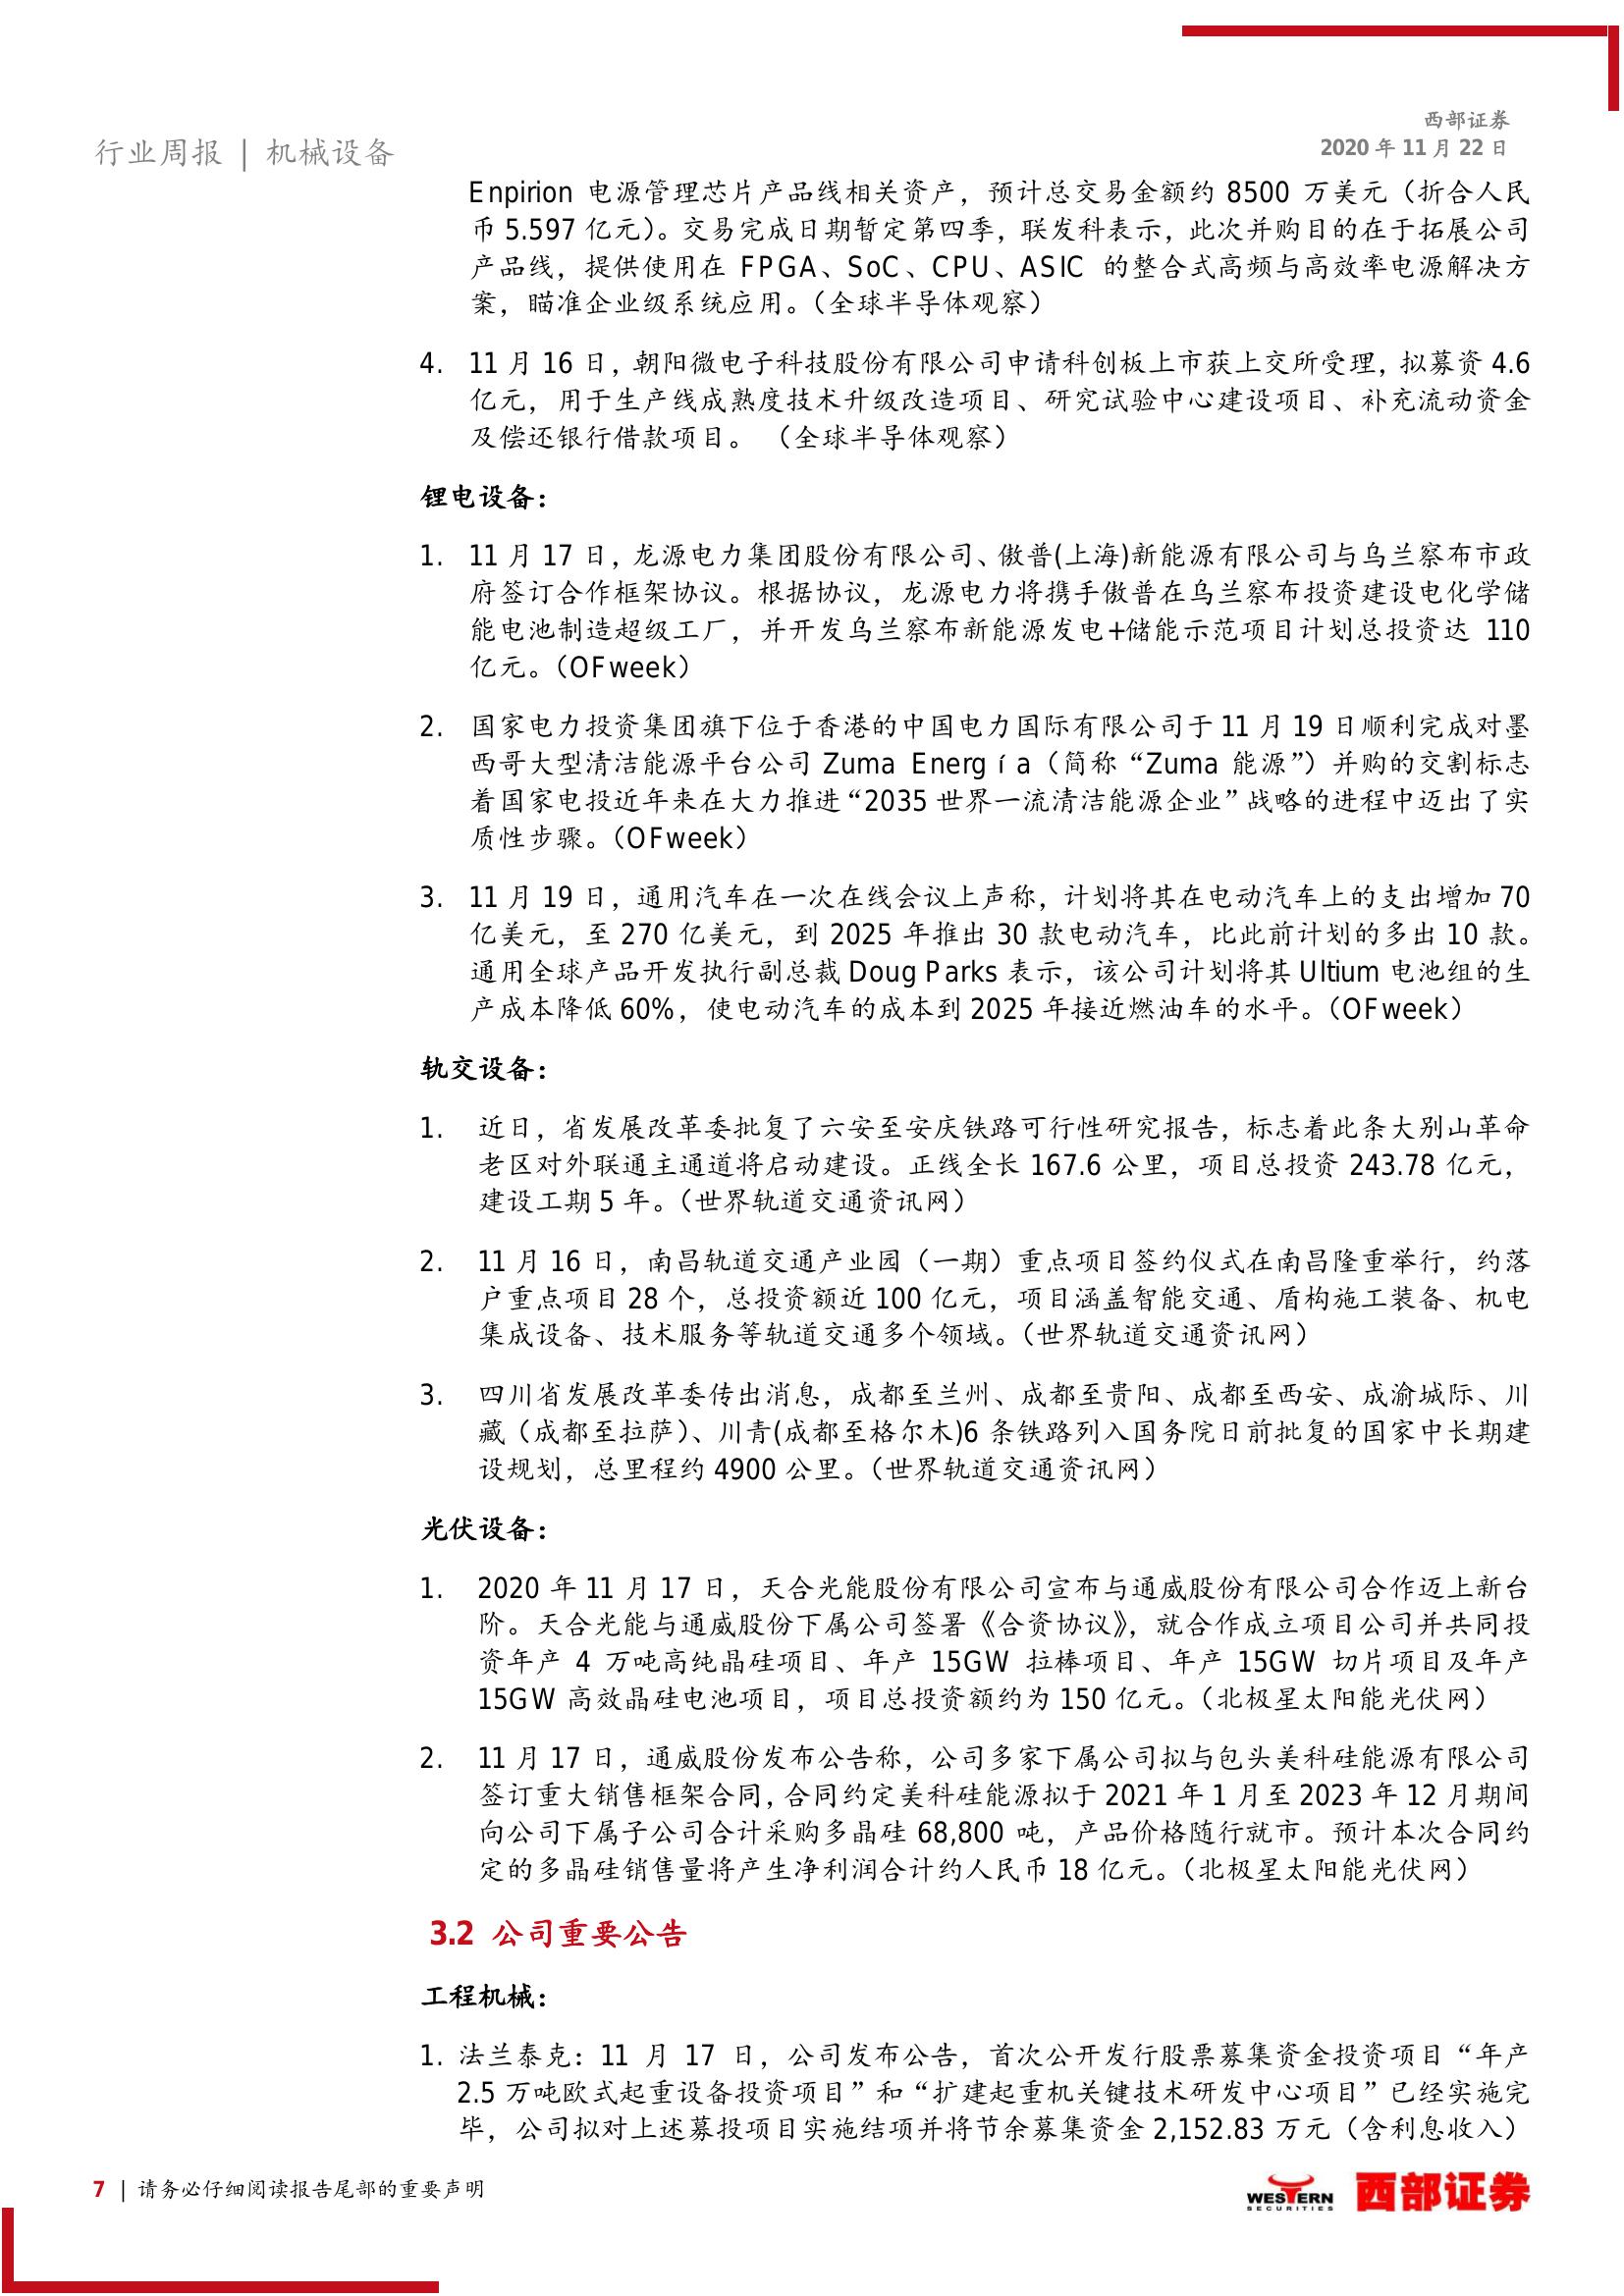 西部证券
行业周报 | 机械设备
2020 年 11 月 22 日
Enpirion 电源管理芯片产品线相关资产，预计总交易金额约 8500 万美元（折合人民
币 5.597 亿元）。交易完成日期暂定第四季，联发科表示，此次并购目的在于拓展公司
产品线，提供使用在 FPGA、SoC、CPU、ASIC 的整合式高频与高效率电源解决方
案，瞄准企业级系统应用。（全球半导体观察）
4. 11 月 16 日，朝阳微电子科技股份有限公司申请科创板上市获上交所受理，拟募资 4.6
亿元，用于生产线成熟度技术升级改造项目、研究试验中心建设项目、补充流动资金
及偿还银行借款项目。 （全球半导体观察）
锂电设备：
1. 11 月 17 日，龙源电力集团股份有限公司、傲普(上海)新能源有限公司与乌兰察布市政
府签订合作框架协议。根据协议，龙源电力将携手傲普在乌兰察布投资建设电化学储
能电池制造超级工厂，并开发乌兰察布新能源发电+储能示范项目计划总投资达 110
亿元。（OFweek）
2. 国家电力投资集团旗下位于香港的中国电力国际有限公司于 11 月 19 日顺利完成对墨
西哥大型清洁能源平台公司 Zuma Energía（简称“Zuma 能源”）并购的交割标志
着国家电投近年来在大力推进“2035 世界一流清洁能源企业”战略的进程中迈出了实
质性步骤。（OFweek）
3. 11 月 19 日，通用汽车在一次在线会议上声称，计划将其在电动汽车上的支出增加 70
亿美元，至 270 亿美元，到 2025 年推出 30 款电动汽车，比此前计划的多出 10 款。
通用全球产品开发执行副总裁 Doug Parks 表示，该公司计划将其 Ultium 电池组的生
产成本降低 60%，使电动汽车的成本到 2025 年接近燃油车的水平。（OFweek）
轨交设备：
1. 近日，省发展改革委批复了六安至安庆铁路可行性研究报告，标志着此条大别山革命
老区对外联通主通道将启动建设。正线全长 167.6 公里，项目总投资 243.78 亿元，
建设工期 5 年。（世界轨道交通资讯网）
2. 11 月 16 日，南昌轨道交通产业园（一期）重点项目签约仪式在南昌隆重举行，约落
户重点项目 28 个，总投资额近 100 亿元，项目涵盖智能交通、盾构施工装备、机电
集成设备、技术服务等轨道交通多个领域。（世界轨道交通资讯网）
3. 四川省发展改革委传出消息，成都至兰州、成都至贵阳、成都至西安、成渝城际、川
藏（成都至拉萨）、川青(成都至格尔木)6 条铁路列入国务院日前批复的国家中长期建
设规划，总里程约 4900 公里。（世界轨道交通资讯网）
光伏设备：
1. 2020 年 11 月 17 日，天合光能股份有限公司宣布与通威股份有限公司合作迈上新台
阶。天合光能与通威股份下属公司签署《合资协议》，就合作成立项目公司并共同投
资年产 4 万吨高纯晶硅项目、年产 15GW 拉棒项目、年产 15GW 切片项目及年产
15GW 高效晶硅电池项目，项目总投资额约为 150 亿元。（北极星太阳能光伏网）
2. 11 月 17 日，通威股份发布公告称，公司多家下属公司拟与包头美科硅能源有限公司
签订重大销售框架合同，合同约定美科硅能源拟于 2021 年 1 月至 2023 年 12 月期间
向公司下属子公司合计采购多晶硅 68,800 吨，产品价格随行就市。预计本次合同约
定的多晶硅销售量将产生净利润合计约人民币 18 亿元。（北极星太阳能光伏网）
3.2 公司重要公告
工程机械：
1. 法兰泰克：11 月 17 日，公司发布公告，首次公开发行股票募集资金投资项目“年产
2.5 万吨欧式起重设备投资项目”和“扩建起重机关键技术研发中心项目”已经实施完
毕，公司拟对上述募投项目实施结项并将节余募集资金 2,152.83 万元（含利息收入）
7 | 请务必仔细阅读报告尾部的重要声明
WESTERN
SECURITIES
西部证券